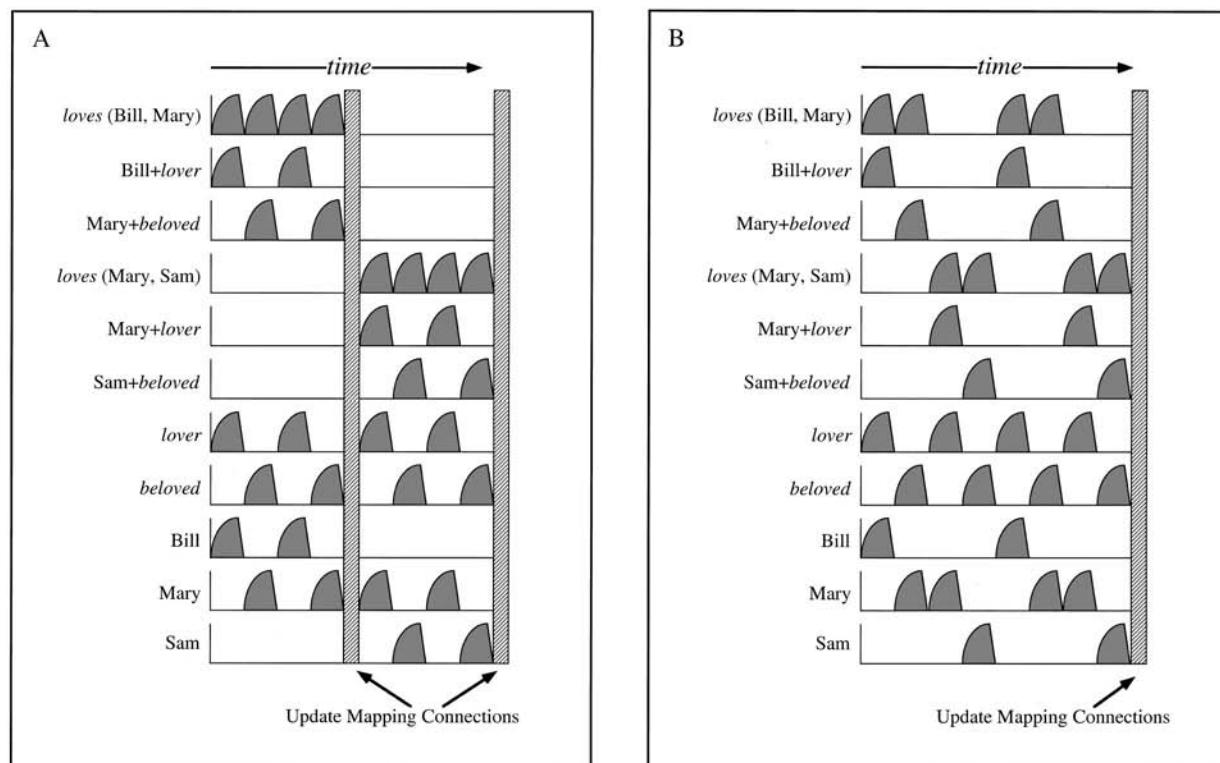 A
time
loves (Bill, Mary)
Bill+lover
Mary+beloved
loves (Mary, Sam)
Mary+lover
Sam+beloved
lover
beloved
Bill
Mary
Sam
Update Mapping Connections
B
time
loves (Bill, Mary)
Bill+lover
Mary+beloved
loves (Mary, Sam)
Mary+lover
Sam+beloved
lover
beloved
Bill
Mary
Sam
Update Mapping Connections